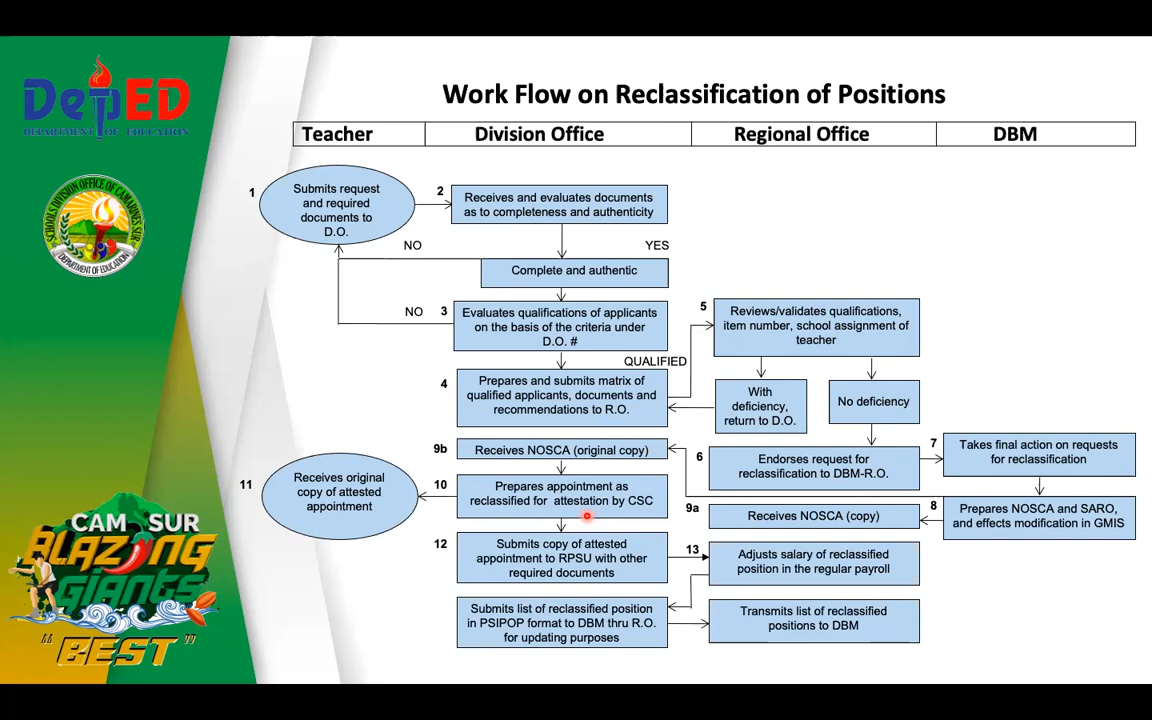 DepED
DEPARTMENT OF EDUCATION
SCHOOLS DIVISION OFFICE OF CAMARINES SUR
DEPARTMENT OF EDUCATION
CAM SUR
BLAZING
GIANTS
"BEST"
Work Flow on Reclassification of Positions
Teacher
Division Office
Regional Office
DBM
1
Submits request
and required
documents to
D.O.
2
Receives and evaluates documents
as to completeness and authenticity
NO
YES
Complete and authentic
NO
3
Evaluates qualifications of applicants
on the basis of the criteria under
D.O. #
QUALIFIED
4
Prepares and submits matrix of
qualified applicants, documents and
recommendations to R.O.
5
Reviews/validates qualifications,
item number, school assignment of
teacher
With
deficiency,
return to D.O.
No deficiency
6
Endorses request for
reclassification to DBM-R.O.
7
Takes final action on requests
for reclassification
8
Prepares NOSCA and SARO,
and effects modification in GMIS
9a
Receives NOSCA (copy)
9b
Receives NOSCA (original copy)
10
Prepares appointment as
reclassified for attestation by CSC
11
Receives original
copy of attested
appointment
12
Submits copy of attested
appointment to RPSU with other
required documents
13
Adjusts salary of reclassified
position in the regular payroll
Submits list of reclassified position
in PSIPOP format to DBM thru R.O.
for updating purposes
Transmits list of reclassified
positions to DBM